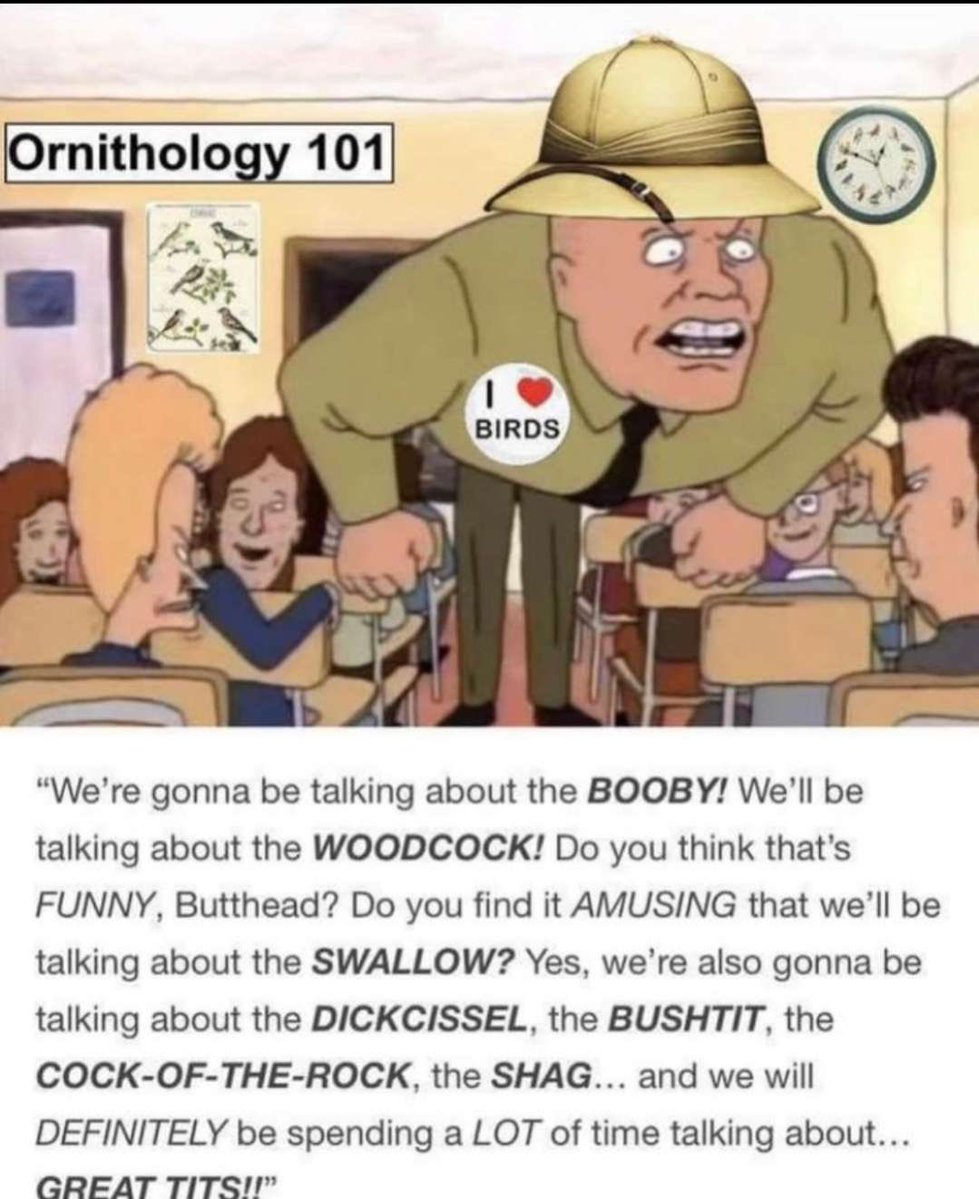 Ornithology 101
I ❤
BIRDS
“We’re gonna be talking about the BOOBY! We’ll be
talking about the WOODCOCK! Do you think that’s
FUNNY, Butthead? Do you find it AMUSING that we’ll be
talking about the SWALLOW? Yes, we’re also gonna be
talking about the DICKCISSEL, the BUSHTIT, the
COCK-OF-THE-ROCK, the SHAG... and we will
DEFINITELY be spending a LOT of time talking about...
GREAT TITS!!”